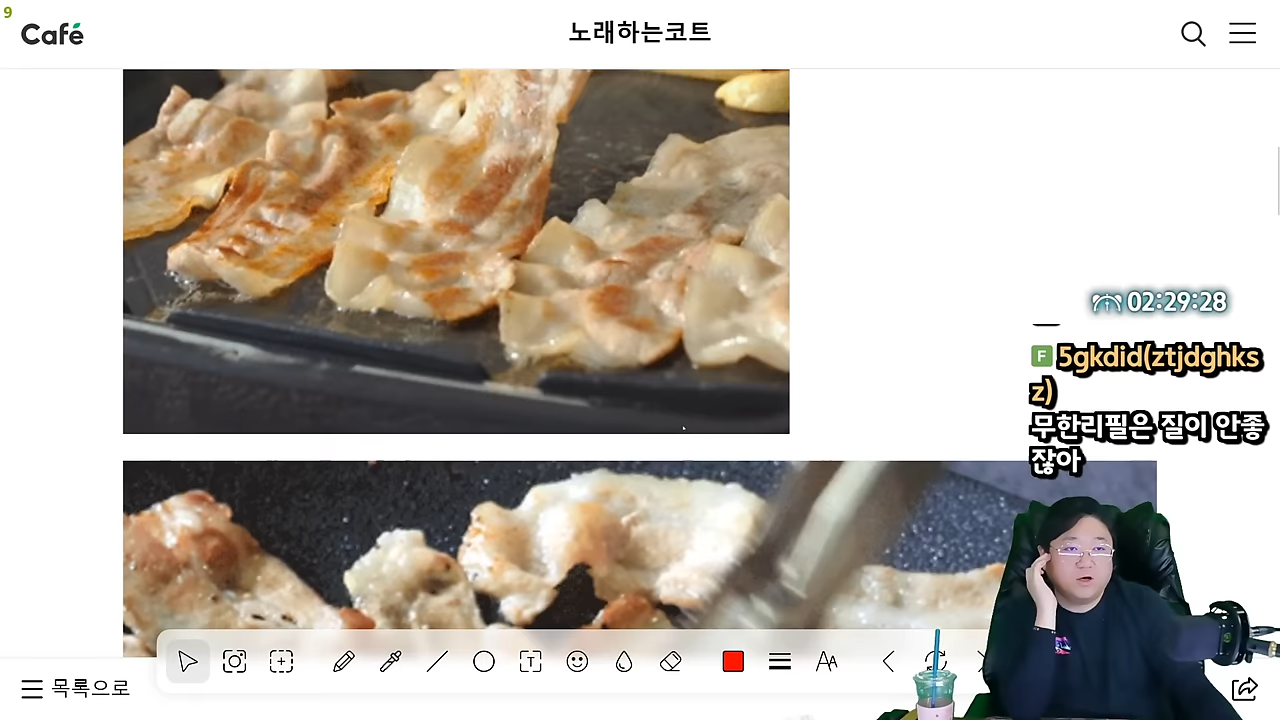 9
Café
노래하는코트
02:29:28
F 5gkdid(ztjdghks
z)
무한리필은 질이 안좋
잖아
T
AA
목록으로